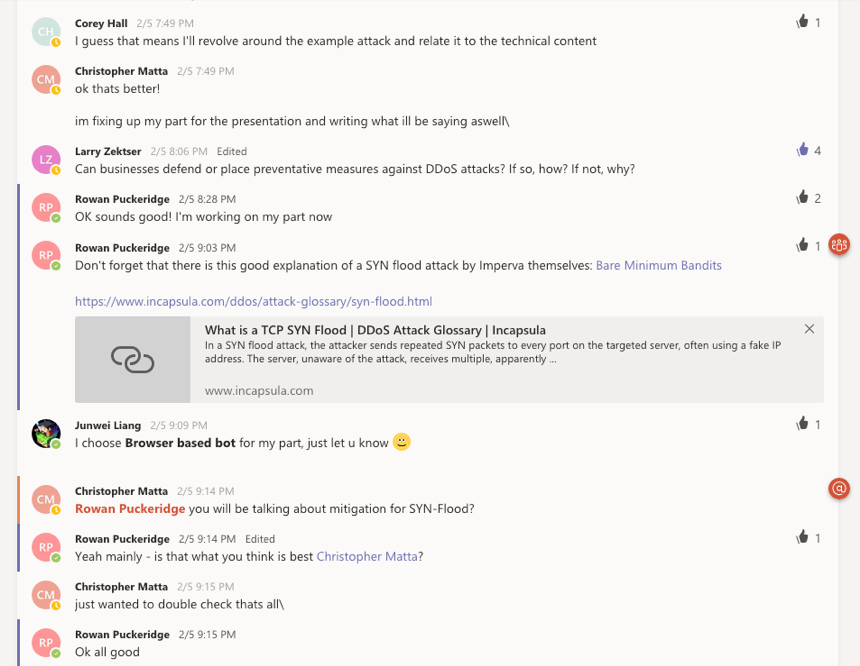 CH
Corey Hall 2/5 7:49 PM
1
I guess that means I'll revolve around the example attack and relate it to the technical content
CM
Christopher Matta 2/5 7:49 PM
ok thats better!
im fixing up my part for the presentation and writing what ill be saying aswell\
LZ
Larry Zektser 2/5 8:06 PM Edited
4
Can businesses defend or place preventative measures against DDoS attacks? If so, how? If not, why?
RP
Rowan Puckeridge 2/5 8:28 PM
2
OK sounds good! I'm working on my part now
RP
Rowan Puckeridge 2/5 9:03 PM
1
Don't forget that there is this good explanation of a SYN flood attack by Imperva themselves: Bare Minimum Bandits
https://www.incapsula.com/ddos/attack-glossary/syn-flood.html
What is a TCP SYN Flood | DDoS Attack Glossary | Incapsula
In a SYN flood attack, the attacker sends repeated SYN packets to every port on the targeted server, often using a fake IP
address. The server, unaware of the attack, receives multiple, apparently ...
www.incapsula.com
Junwei Liang 2/5 9:09 PM
1
I choose Browser based bot for my part, just let u know
CM
Christopher Matta 2/5 9:14 PM
@
Rowan Puckeridge you will be talking about mitigation for SYN-Flood?
RP
Rowan Puckeridge 2/5 9:14 PM Edited
1
Yeah mainly - is that what you think is best Christopher Matta?
CM
Christopher Matta 2/5 9:15 PM
just wanted to double check thats all\
RP
Rowan Puckeridge 2/5 9:15 PM
Ok all good